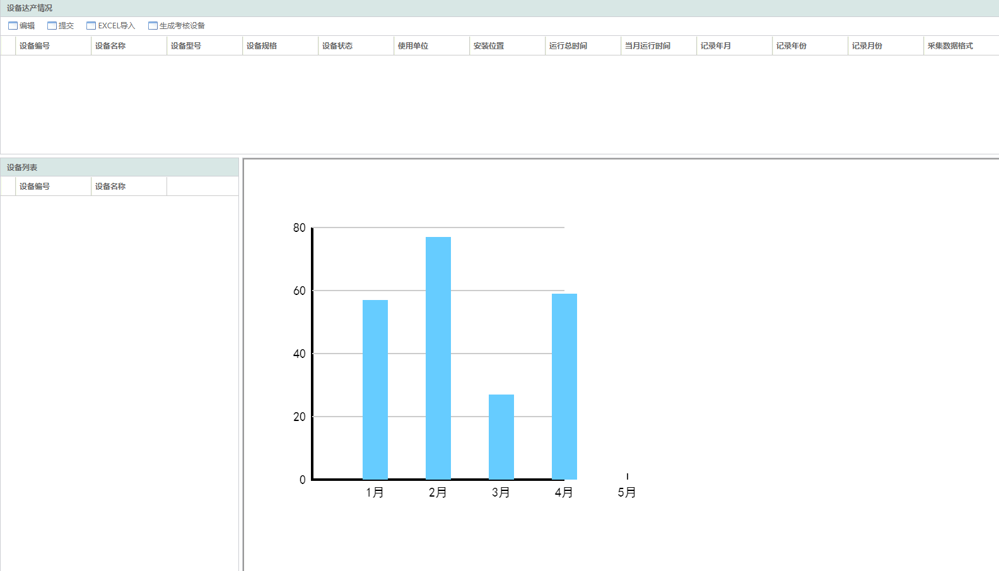 设备达产情况
编辑 提交 EXCEL导入 生成考核设备
设备编号 设备名称 设备型号 设备规格 设备状态 使用单位 安装位置 运行总时间 当月运行时间 记录年月 记录年份 记录月份 采集数据格式
设备列表
设备编号 设备名称
80
60
40
20
0
1月 2月 3月 4月 5月